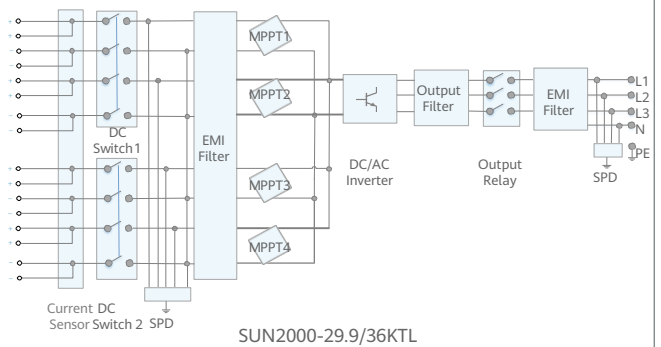 MPPT1
MPPT2
MPPT3
MPPT4
DC
Switch 1
EMI
Filter
DC/AC
Inverter
Output
Filter
Output
Relay
EMI
Filter
L1
L2
L3
N
PE
SPD
Current
Sensor
DC
Switch 2
SPD
SUN2000-29.9/36KTL